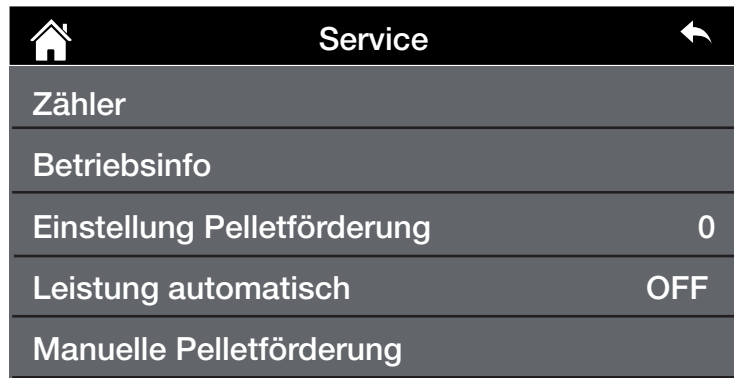 Service
Zähler
Betriebsinfo
Einstellung Pelletförderung 0
Leistung automatisch OFF
Manuelle Pelletförderung